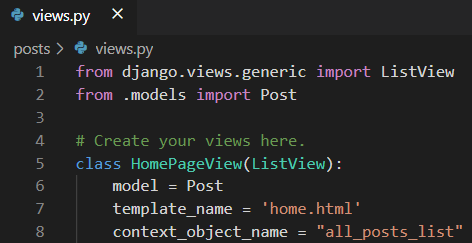 views.py ×
posts > views.py
1 from django.views.generic import ListView
2 from .models import Post
3
4 # Create your views here.
5 class HomePageView(ListView):
6     model = Post
7     template_name = 'home.html'
8     context_object_name = "all_posts_list"